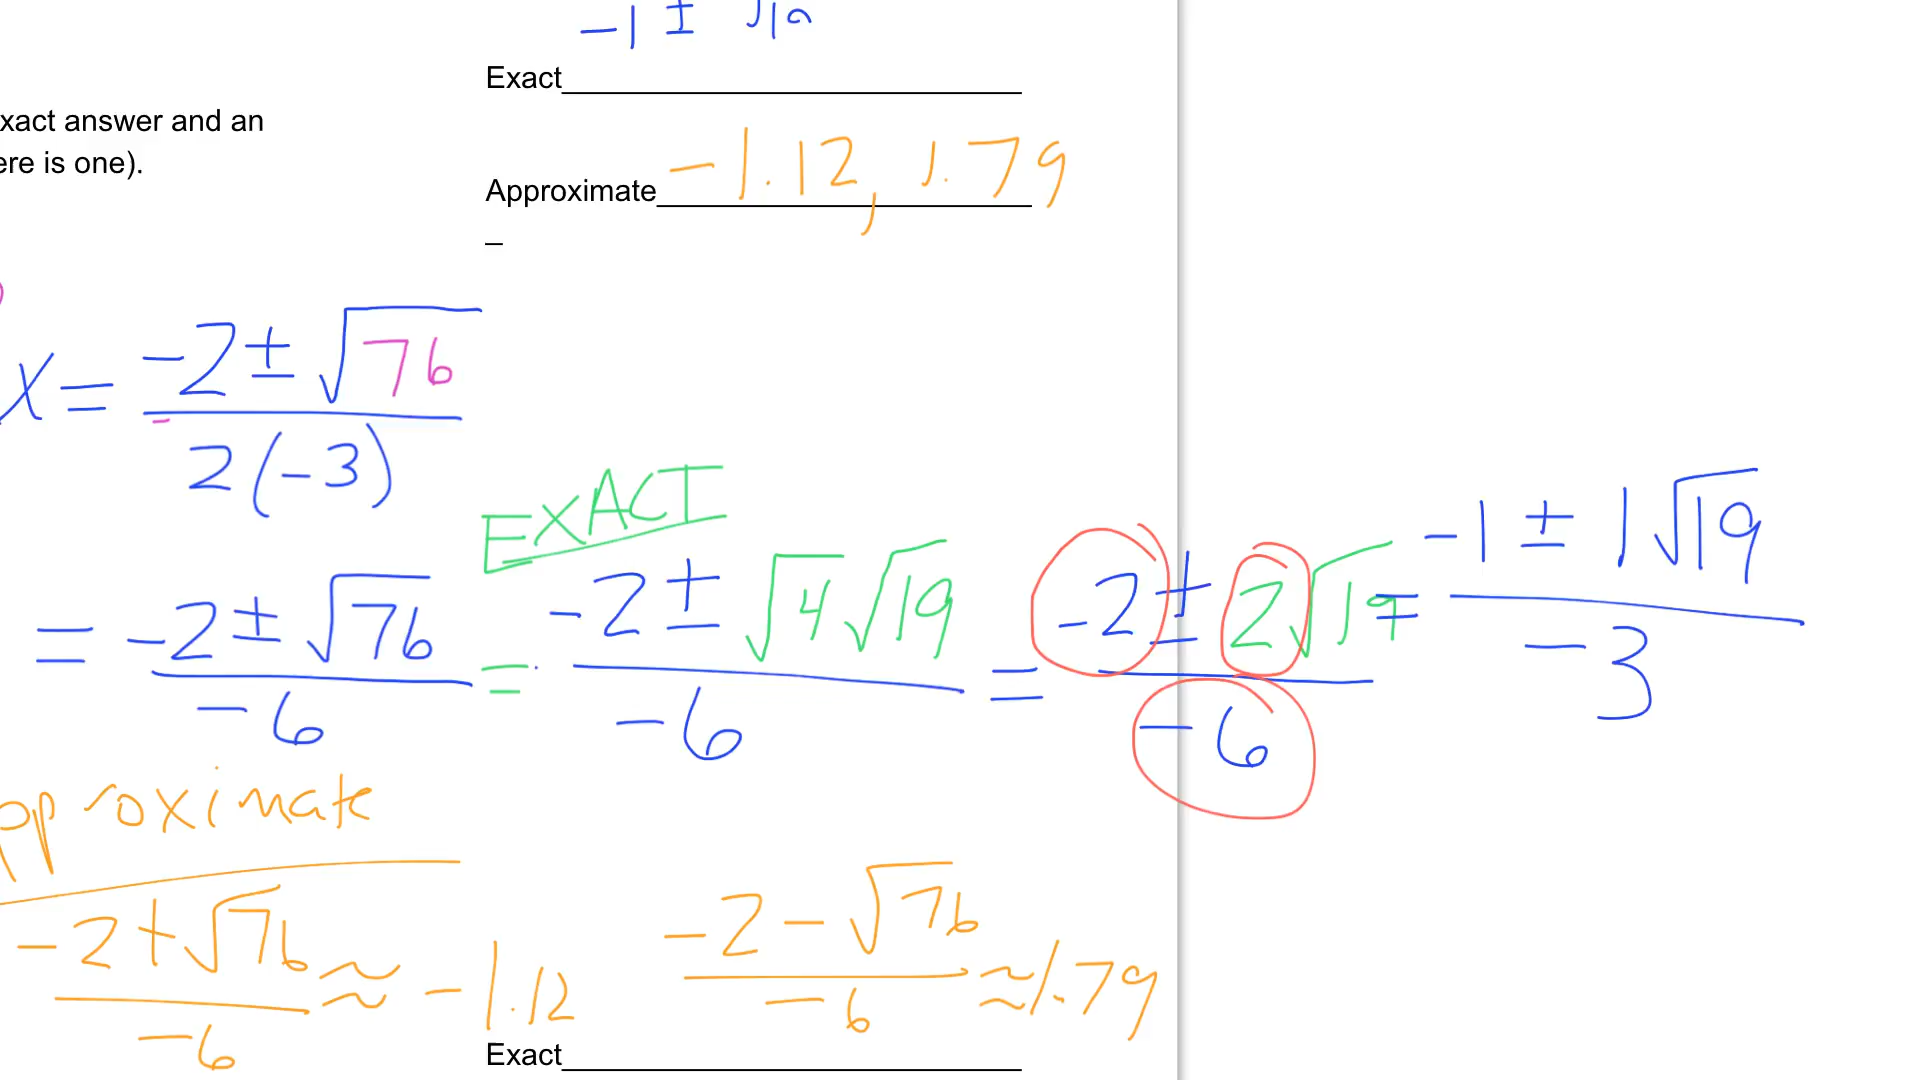 -1 ± √19
Exact
xact answer and an
ere is one).
Approximate -1.12, 1.79
x = -2 ± √76
2(-3)
EXACT
= -2 ± √76 / -6 = -2 ± √4√19 / -6 = -2 ± 2√19 / -6 = -1 ± 1√19 / -3
pproximate
-2 + √76 / -6 ≈ -1.12
-2 - √76 / -6 ≈ 1.79
Exact